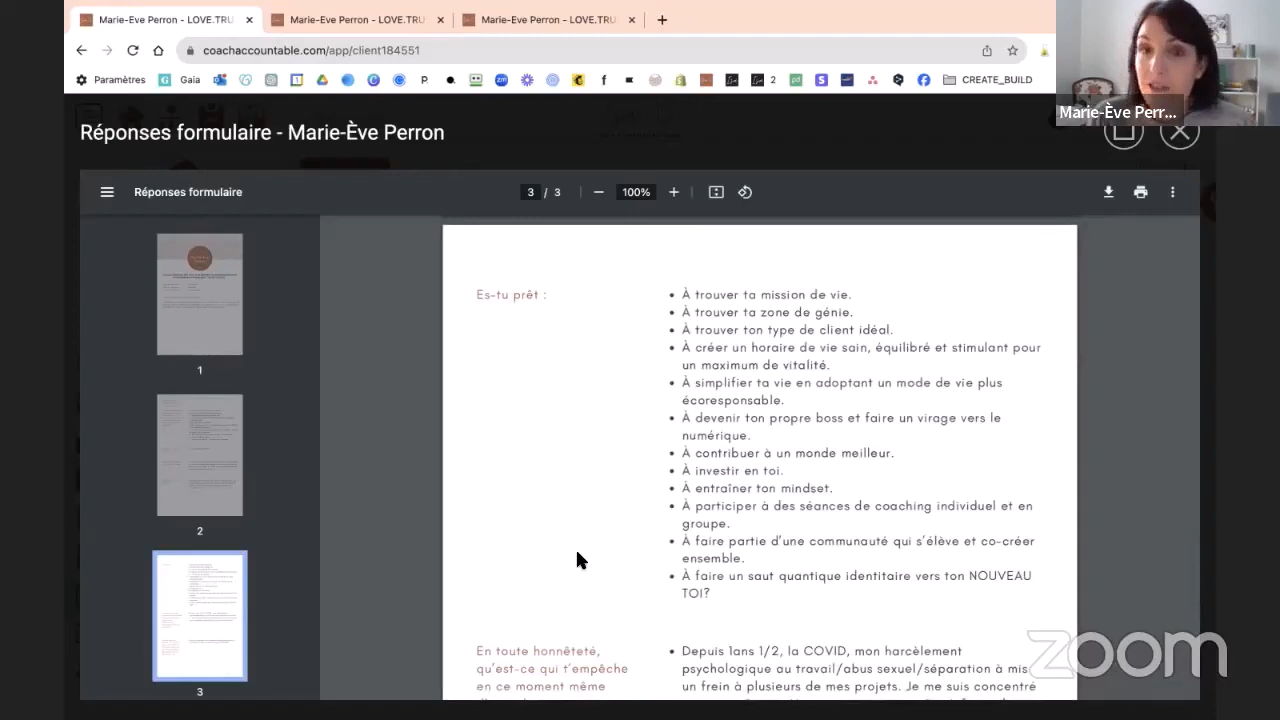 Marie-Eve Perron - LOVE.TRU
Marie-Eve Perron - LOVE.TRU
Marie-Eve Perron - LOVE.TRU
coachaccountable.com/app/client184551
Paramètres
Gaia
2
CREATE_BUILD
Marie-Ève Perr...
Réponses formulaire - Marie-Ève Perron
Réponses formulaire
3 / 3
100%
1
2
3
Es-tu prêt :
• À trouver ta mission de vie.
• À trouver ta zone de génie.
• À trouver ton type de client idéal.
• À créer un horaire de vie sain, équilibré et stimulant pour
un maximum de vitalité.
• À simplifier ta vie en adoptant un mode de vie plus
écoresponsable.
• À devenir ton propre boss et faire un virage vers le
numérique.
• À contribuer à un monde meilleur.
• À investir en toi.
• À entraîner ton mindset.
• À participer à des séances de coaching individuel et en
groupe.
• À faire partie d'une communauté qui s'élève et co-créer
ensemble.
• À faire un saut quantique identitaire vers ton NOUVEAU
TOI?
En toute honnêteté,
qu'est-ce qui t'empêche
en ce moment même
• Depuis 1ans 1/2, la COVID, mon harcèlement
psychologique au travail/abus sexuel/séparation à mis
un frein à plusieurs de mes projets. Je me suis concentré
zoom